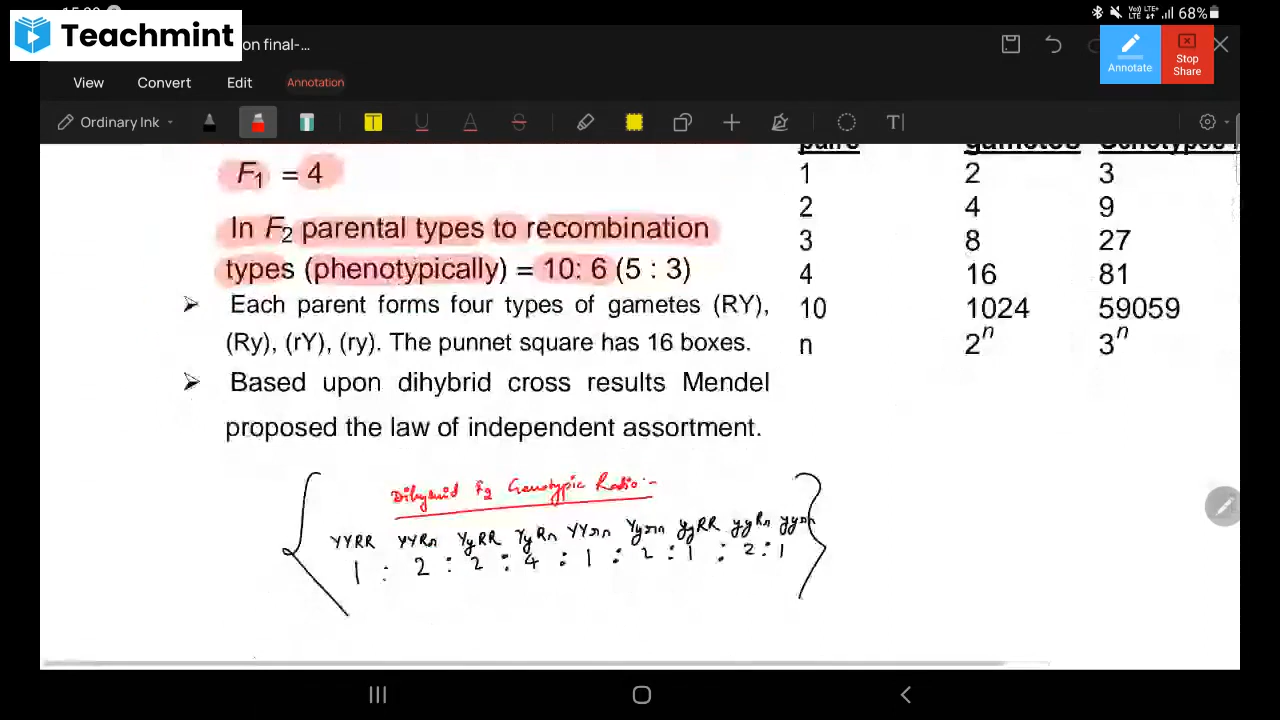 Teachmint
on final-...
68%
Annotate
Stop Share
View Convert Edit Annotation
Ordinary Ink
F1 = 4
In F2 parental types to recombination
types (phenotypically) = 10: 6 (5 : 3)
➢ Each parent forms four types of gametes (RY),
(Ry), (rY), (ry). The punnet square has 16 boxes.
➢ Based upon dihybrid cross results Mendel
proposed the law of independent assortment.
pairs gametes Genotypes
1 2 3
2 4 9
3 8 27
4 16 81
10 1024 59059
n 2^n 3^n
Dihybrid F2 Genotypic Ratio:-
YYRR YYRr YyRR YyRr YYrr Yyrr yyRR yyRr yyrr
1 : 2 : 2 : 4 : 1 : 2 : 1 : 2 : 1